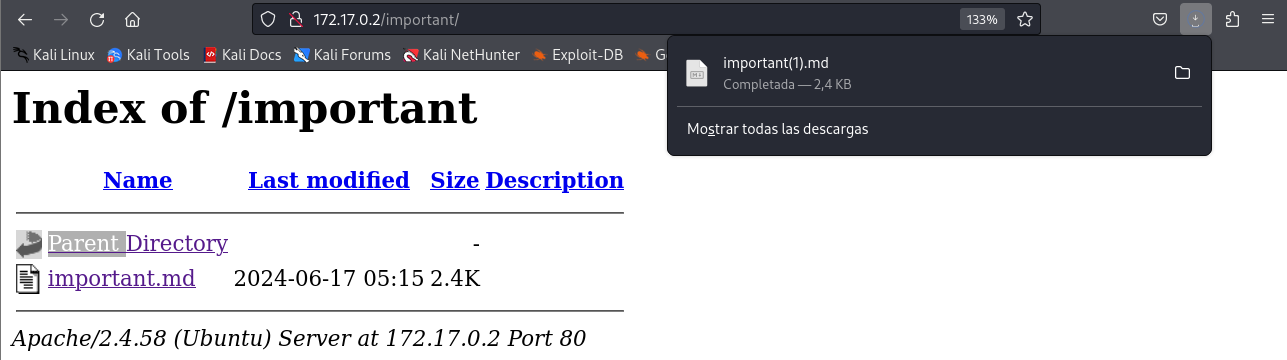 172.17.0.2/important/ 133%
Kali Linux Kali Tools Kali Docs Kali Forums Kali NetHunter Exploit-DB G
important(1).md
Completada — 2,4 KB
Mostrar todas las descargas
Index of /important
Name Last modified Size Description
Parent Directory -
important.md 2024-06-17 05:15 2.4K
Apache/2.4.58 (Ubuntu) Server at 172.17.0.2 Port 80